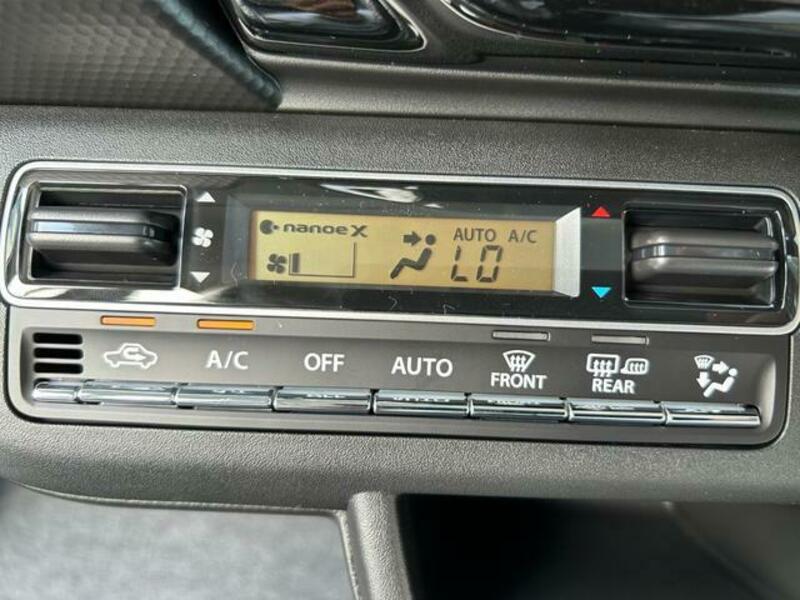 nanoe X
AUTO A/C
LO
A/C
OFF
AUTO
FRONT
REAR